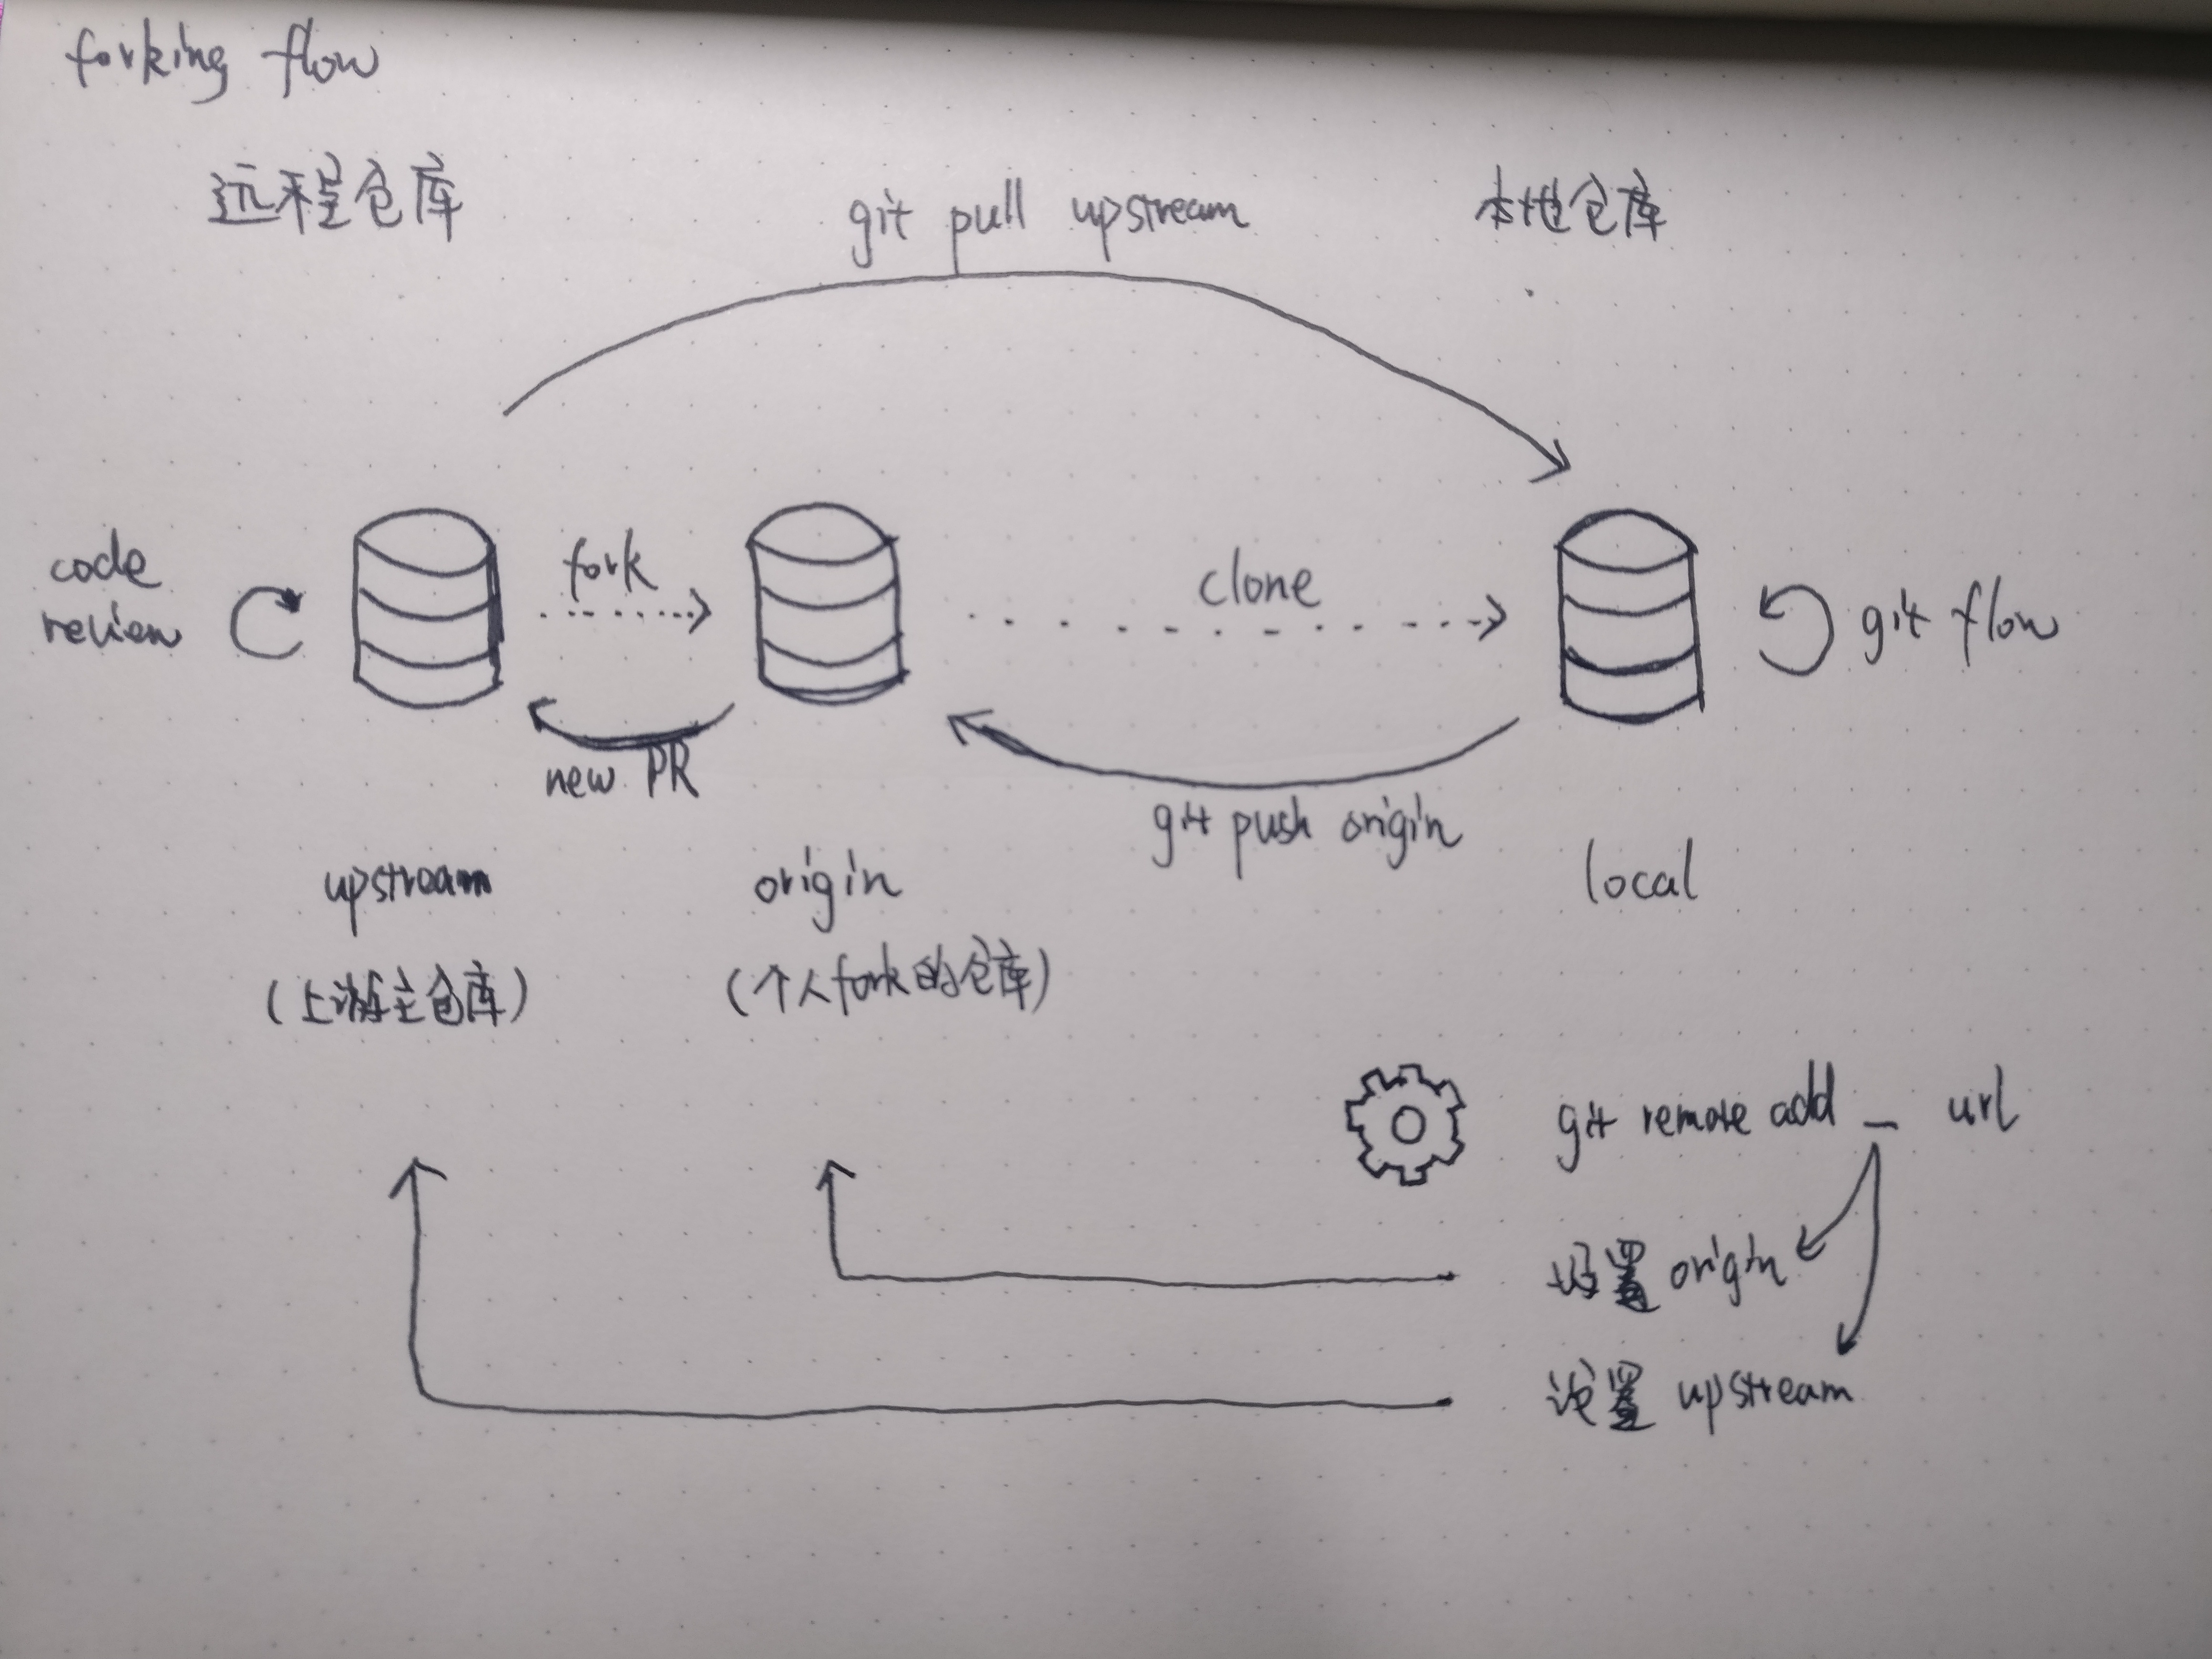 forking flow
远程仓库
git pull upstream
本地仓库
code
review
fork
clone
git flow
new PR
git push origin
upstream
origin
local
(上游主仓库)
(个人fork的仓库)
git remote add _ url
设置 origin
设置 upstream